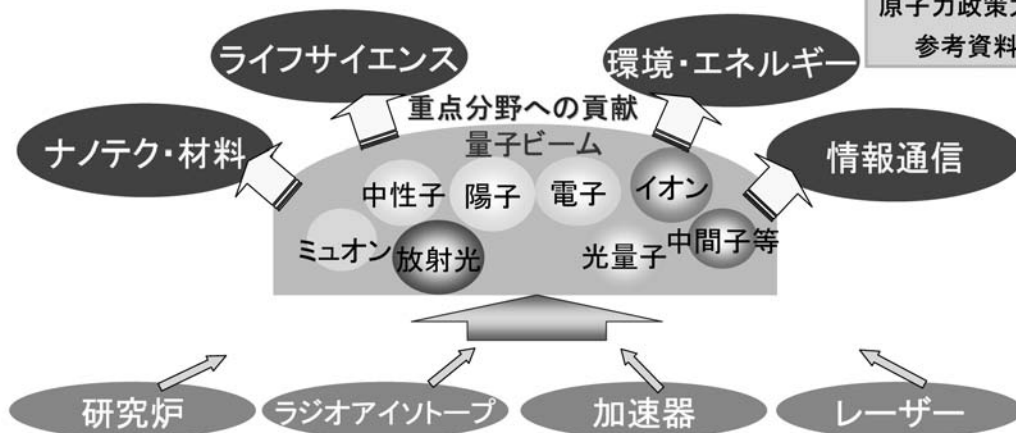 原子力政策
参考資料
ライフサイエンス
環境・エネルギー
重点分野への貢献
ナノテク・材料
量子ビーム
情報通信
中性子
陽子
電子
イオン
ミュオン
放射光
光量子
中間子等
研究炉
ラジオアイソトープ
加速器
レーザー